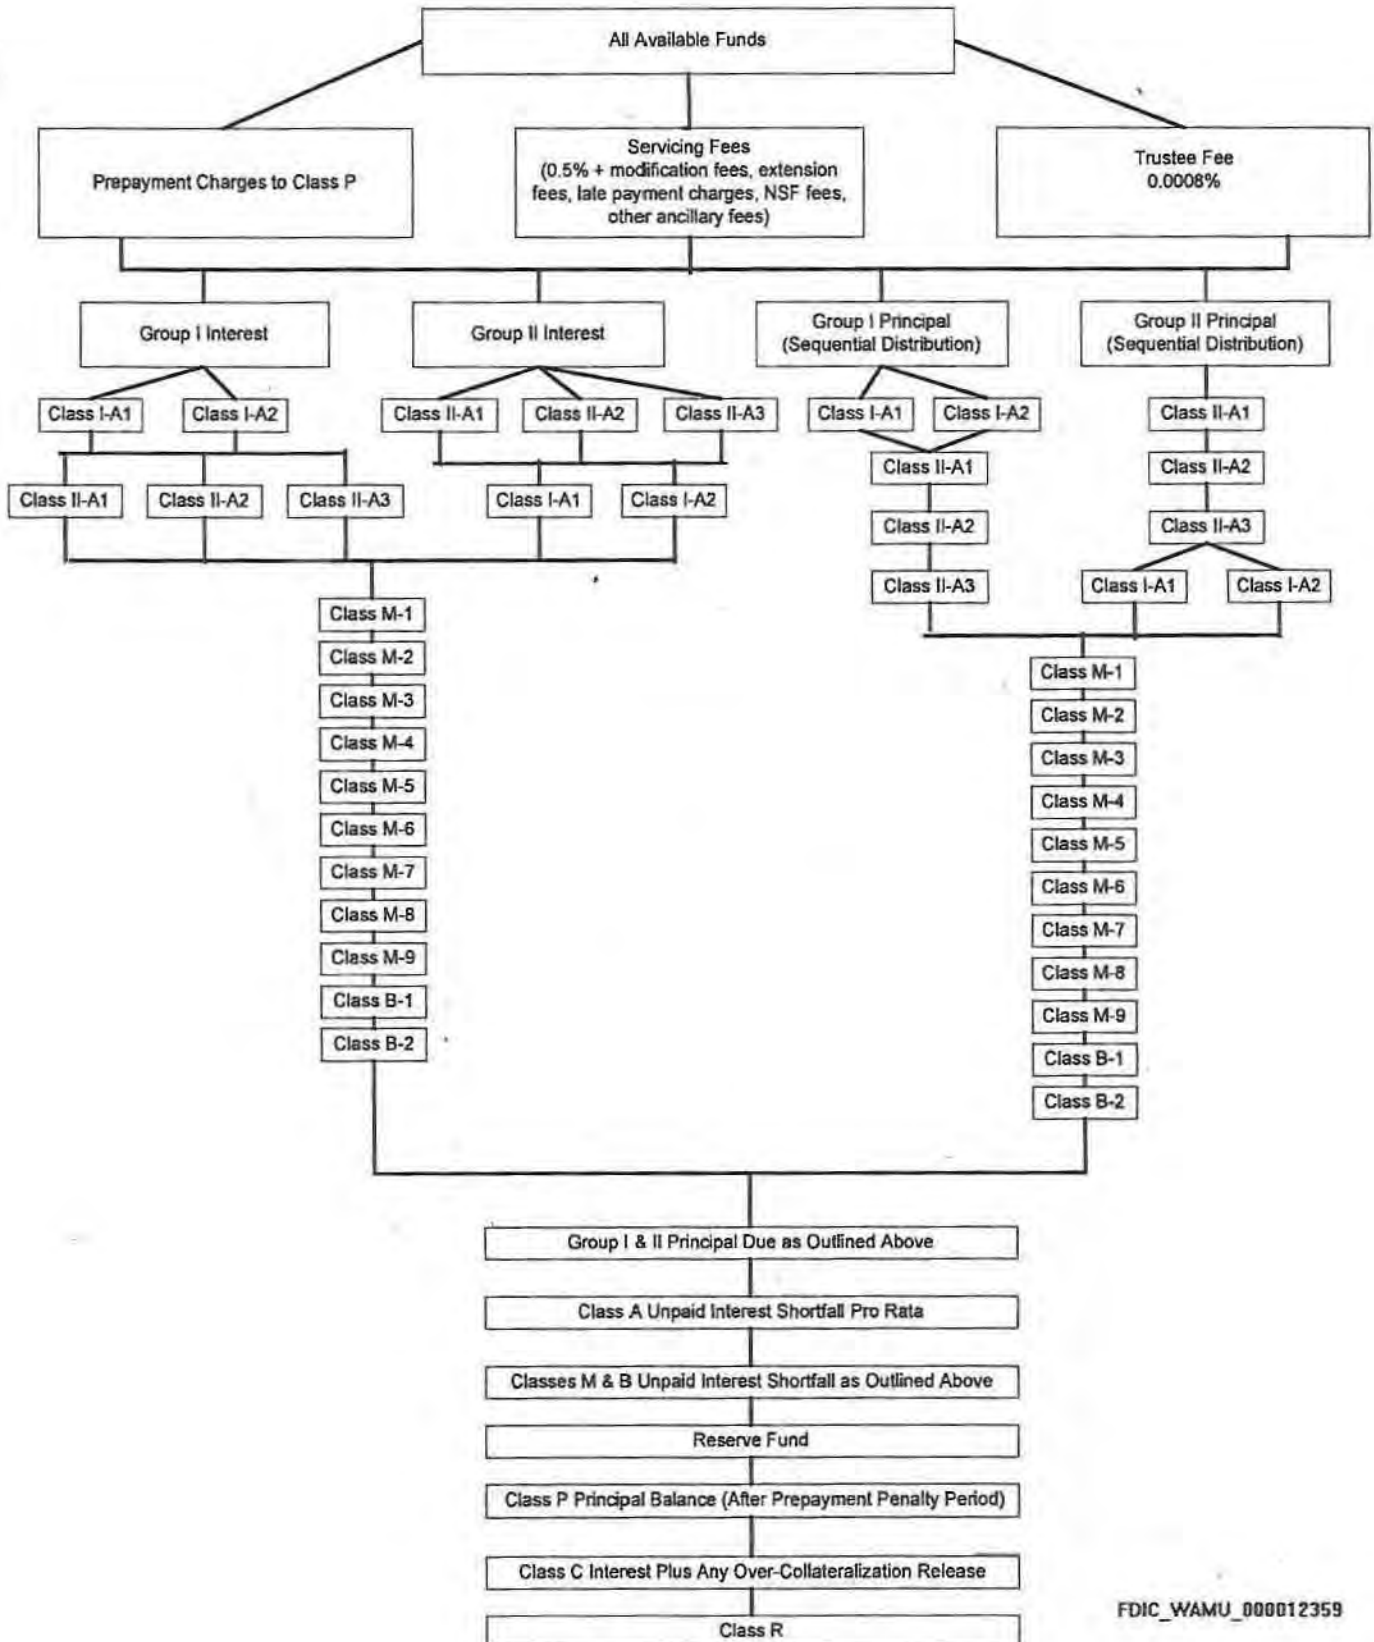 All Available Funds
Prepayment Charges to Class P
Servicing Fees
(0.5% + modification fees, extension
fees, late payment charges, NSF fees,
other ancillary fees)
Trustee Fee
0.0008%
Group I Interest
Group II Interest
Group I Principal
(Sequential Distribution)
Group II Principal
(Sequential Distribution)
Class I-A1
Class I-A2
Class II-A1
Class II-A2
Class II-A3
Class I-A1
Class I-A2
Class II-A1
Class II-A1
Class II-A2
Class II-A3
Class I-A1
Class I-A2
Class II-A1
Class II-A2
Class II-A3
Class II-A2
Class II-A3
Class I-A1
Class I-A2
Class M-1
Class M-2
Class M-3
Class M-4
Class M-5
Class M-6
Class M-7
Class M-8
Class M-9
Class B-1
Class B-2
Class M-1
Class M-2
Class M-3
Class M-4
Class M-5
Class M-6
Class M-7
Class M-8
Class M-9
Class B-1
Class B-2
Group I & II Principal Due as Outlined Above
Class A Unpaid Interest Shortfall Pro Rata
Classes M & B Unpaid Interest Shortfall as Outlined Above
Reserve Fund
Class P Principal Balance (After Prepayment Penalty Period)
Class C Interest Plus Any Over-Collateralization Release
Class R
FDIC_WAMU_000012359